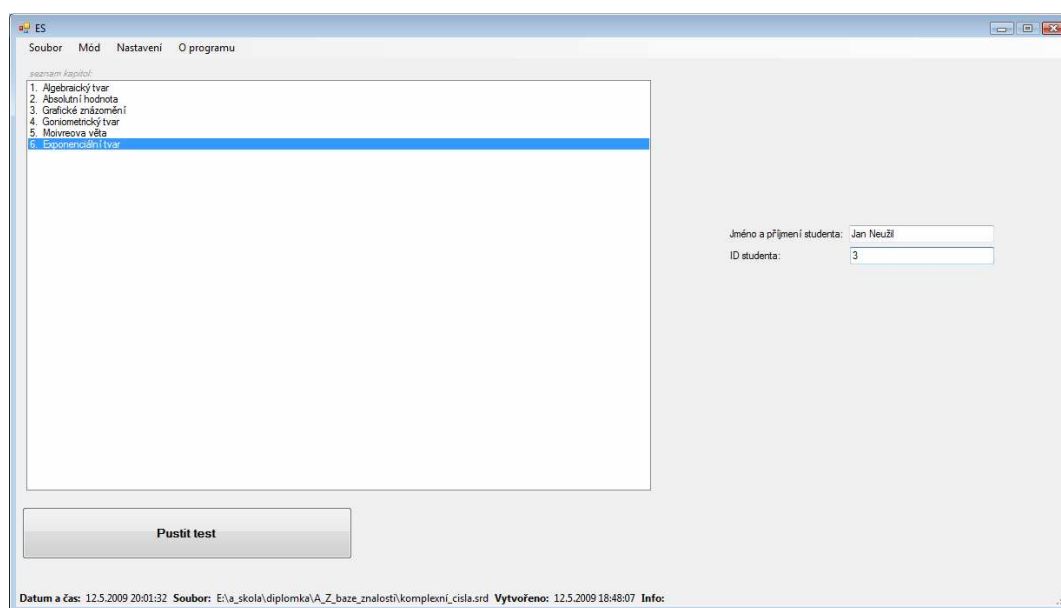 ES
Soubor Mód Nastavení O programu
seznam kapitol:
1. Algebraický tvar
2. Absolutní hodnota
3. Grafické znázornění
4. Goniometrický tvar
5. Moivreova věta
6. Exponenciální tvar
Jméno a příjmení studenta: Jan Neužil
ID studenta: 3
Pustit test
Datum a čas: 12.5.2009 20:01:32 Soubor: E:\a_skola\diplomka\A_Z_baze_znalosti\komplexní_cisla.srd Vytvořeno: 12.5.2009 18:48:07 Info: